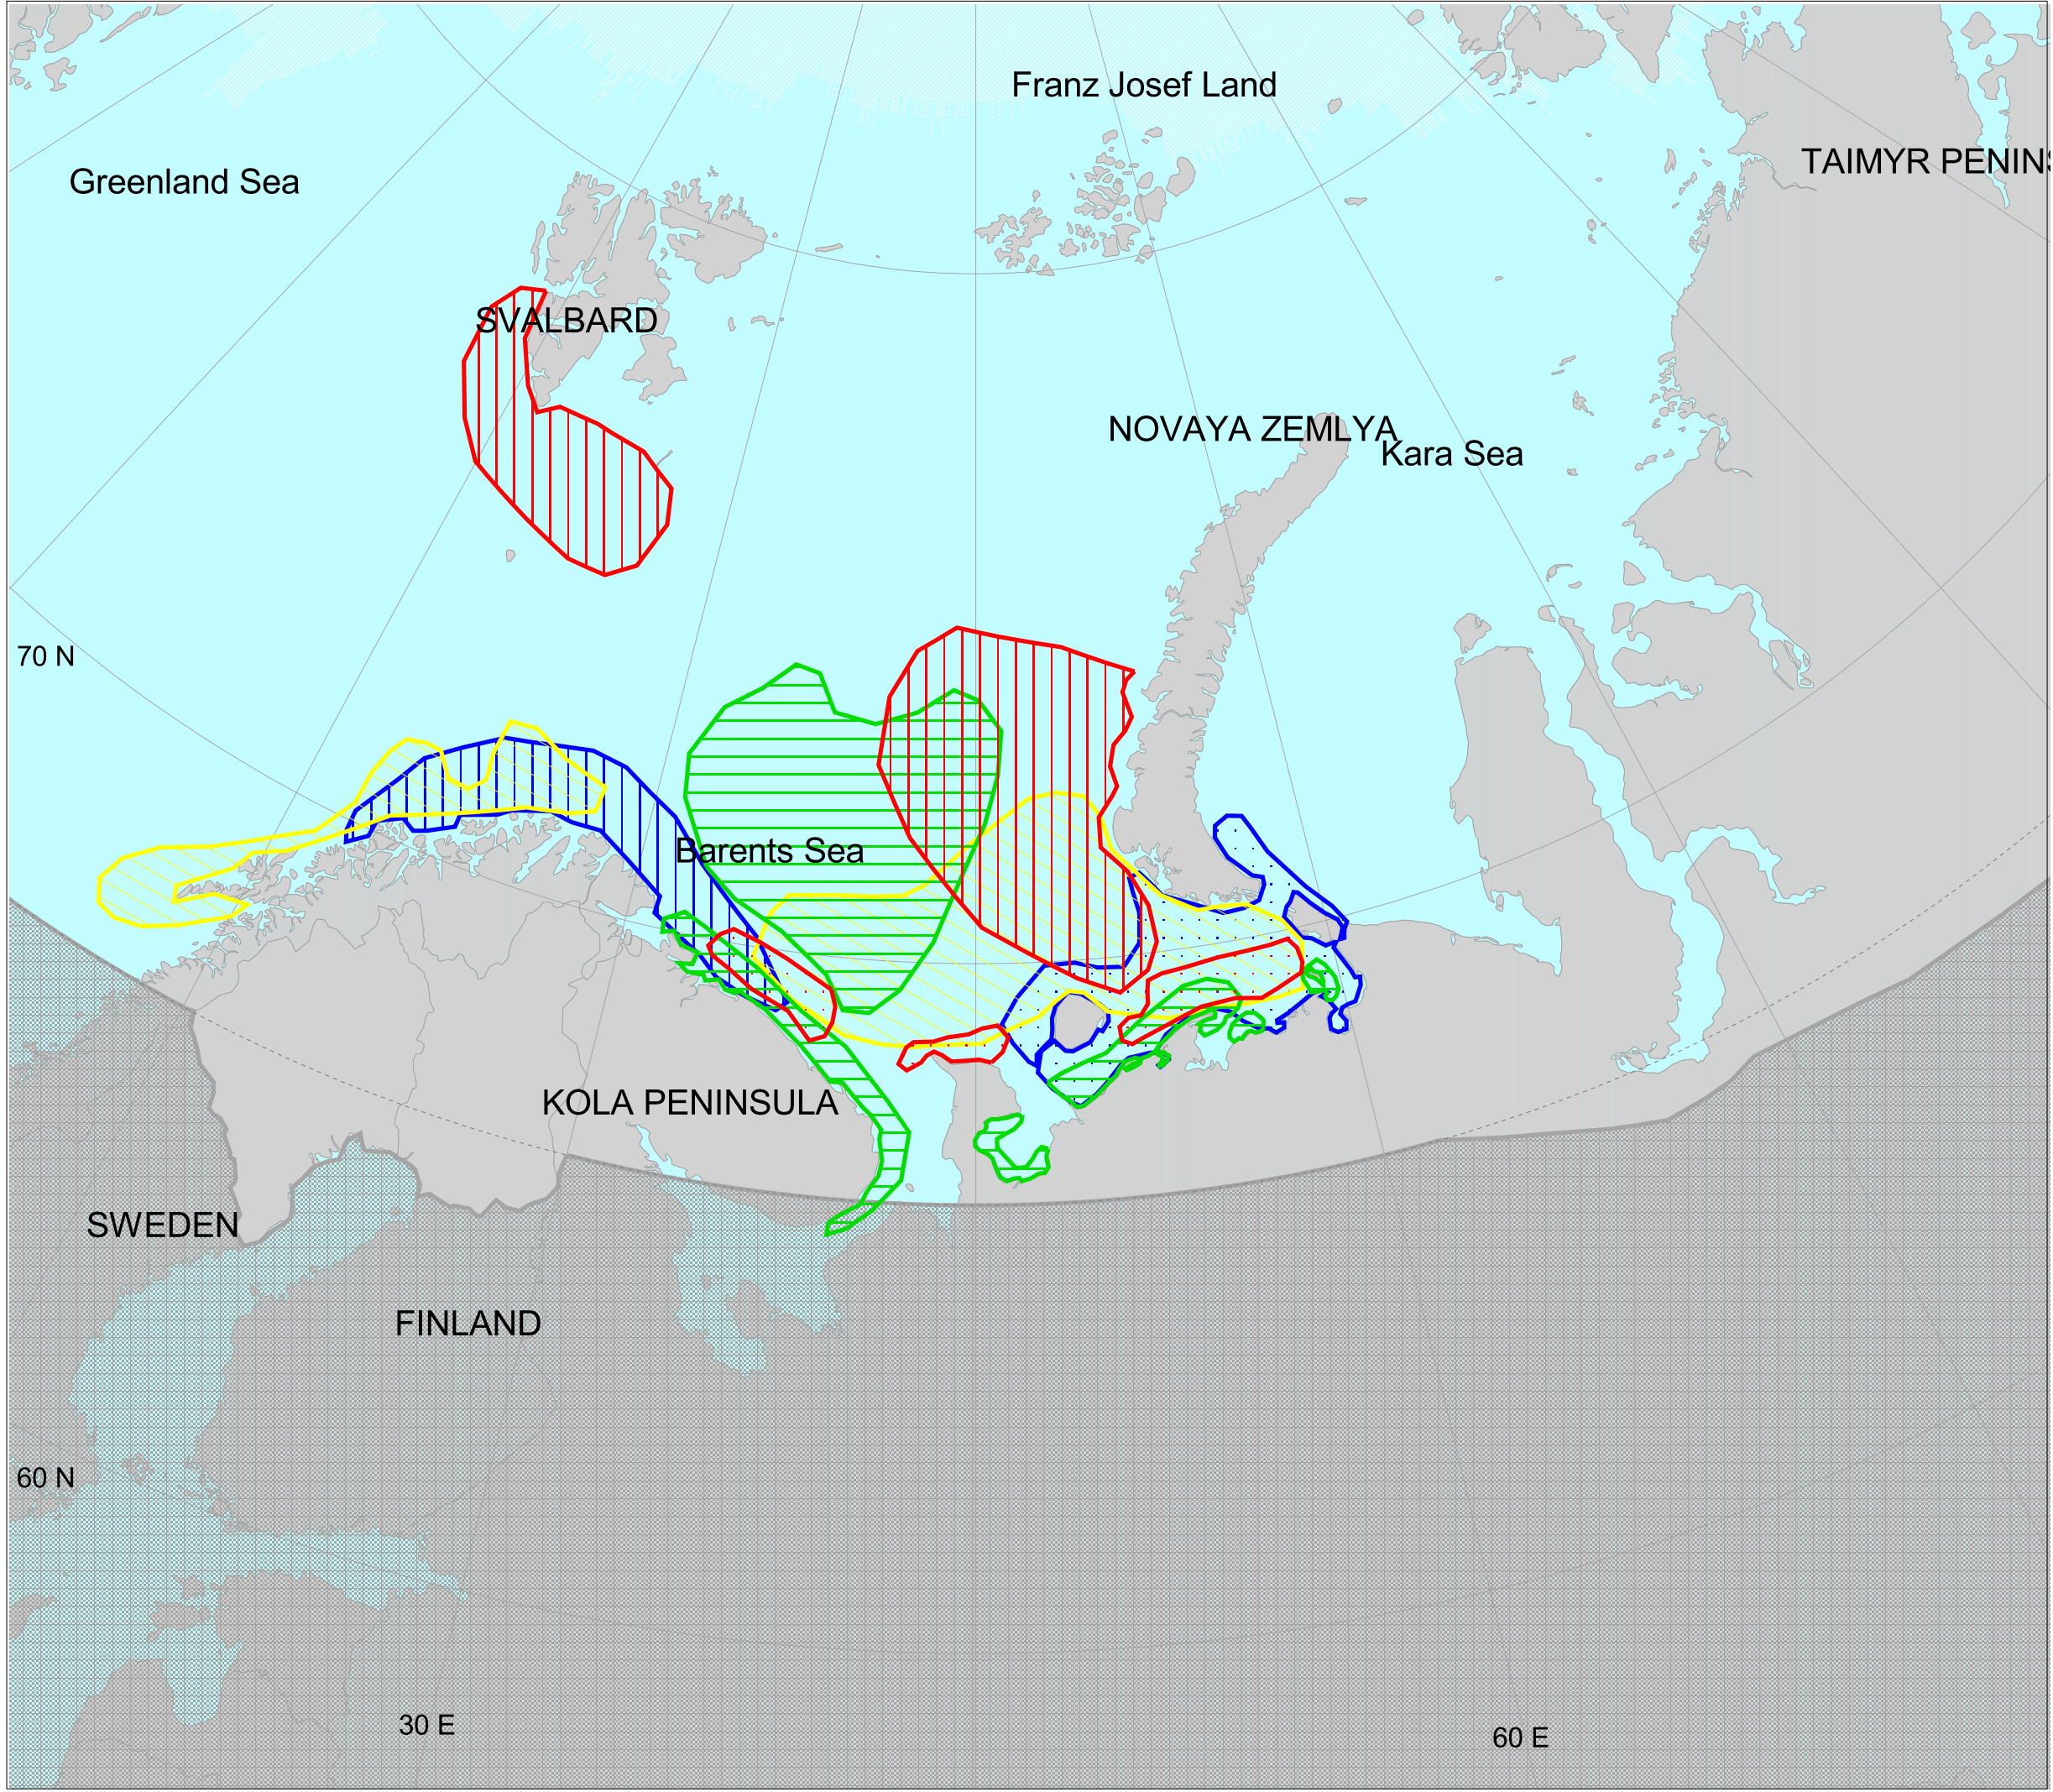 Franz Josef Land
TAIMYR PENINS
Greenland Sea
SVALBARD
NOVAYA ZEMLYA
Kara Sea
70 N
Barents Sea
KOLA PENINSULA
SWEDEN
FINLAND
60 N
30 E
60 E